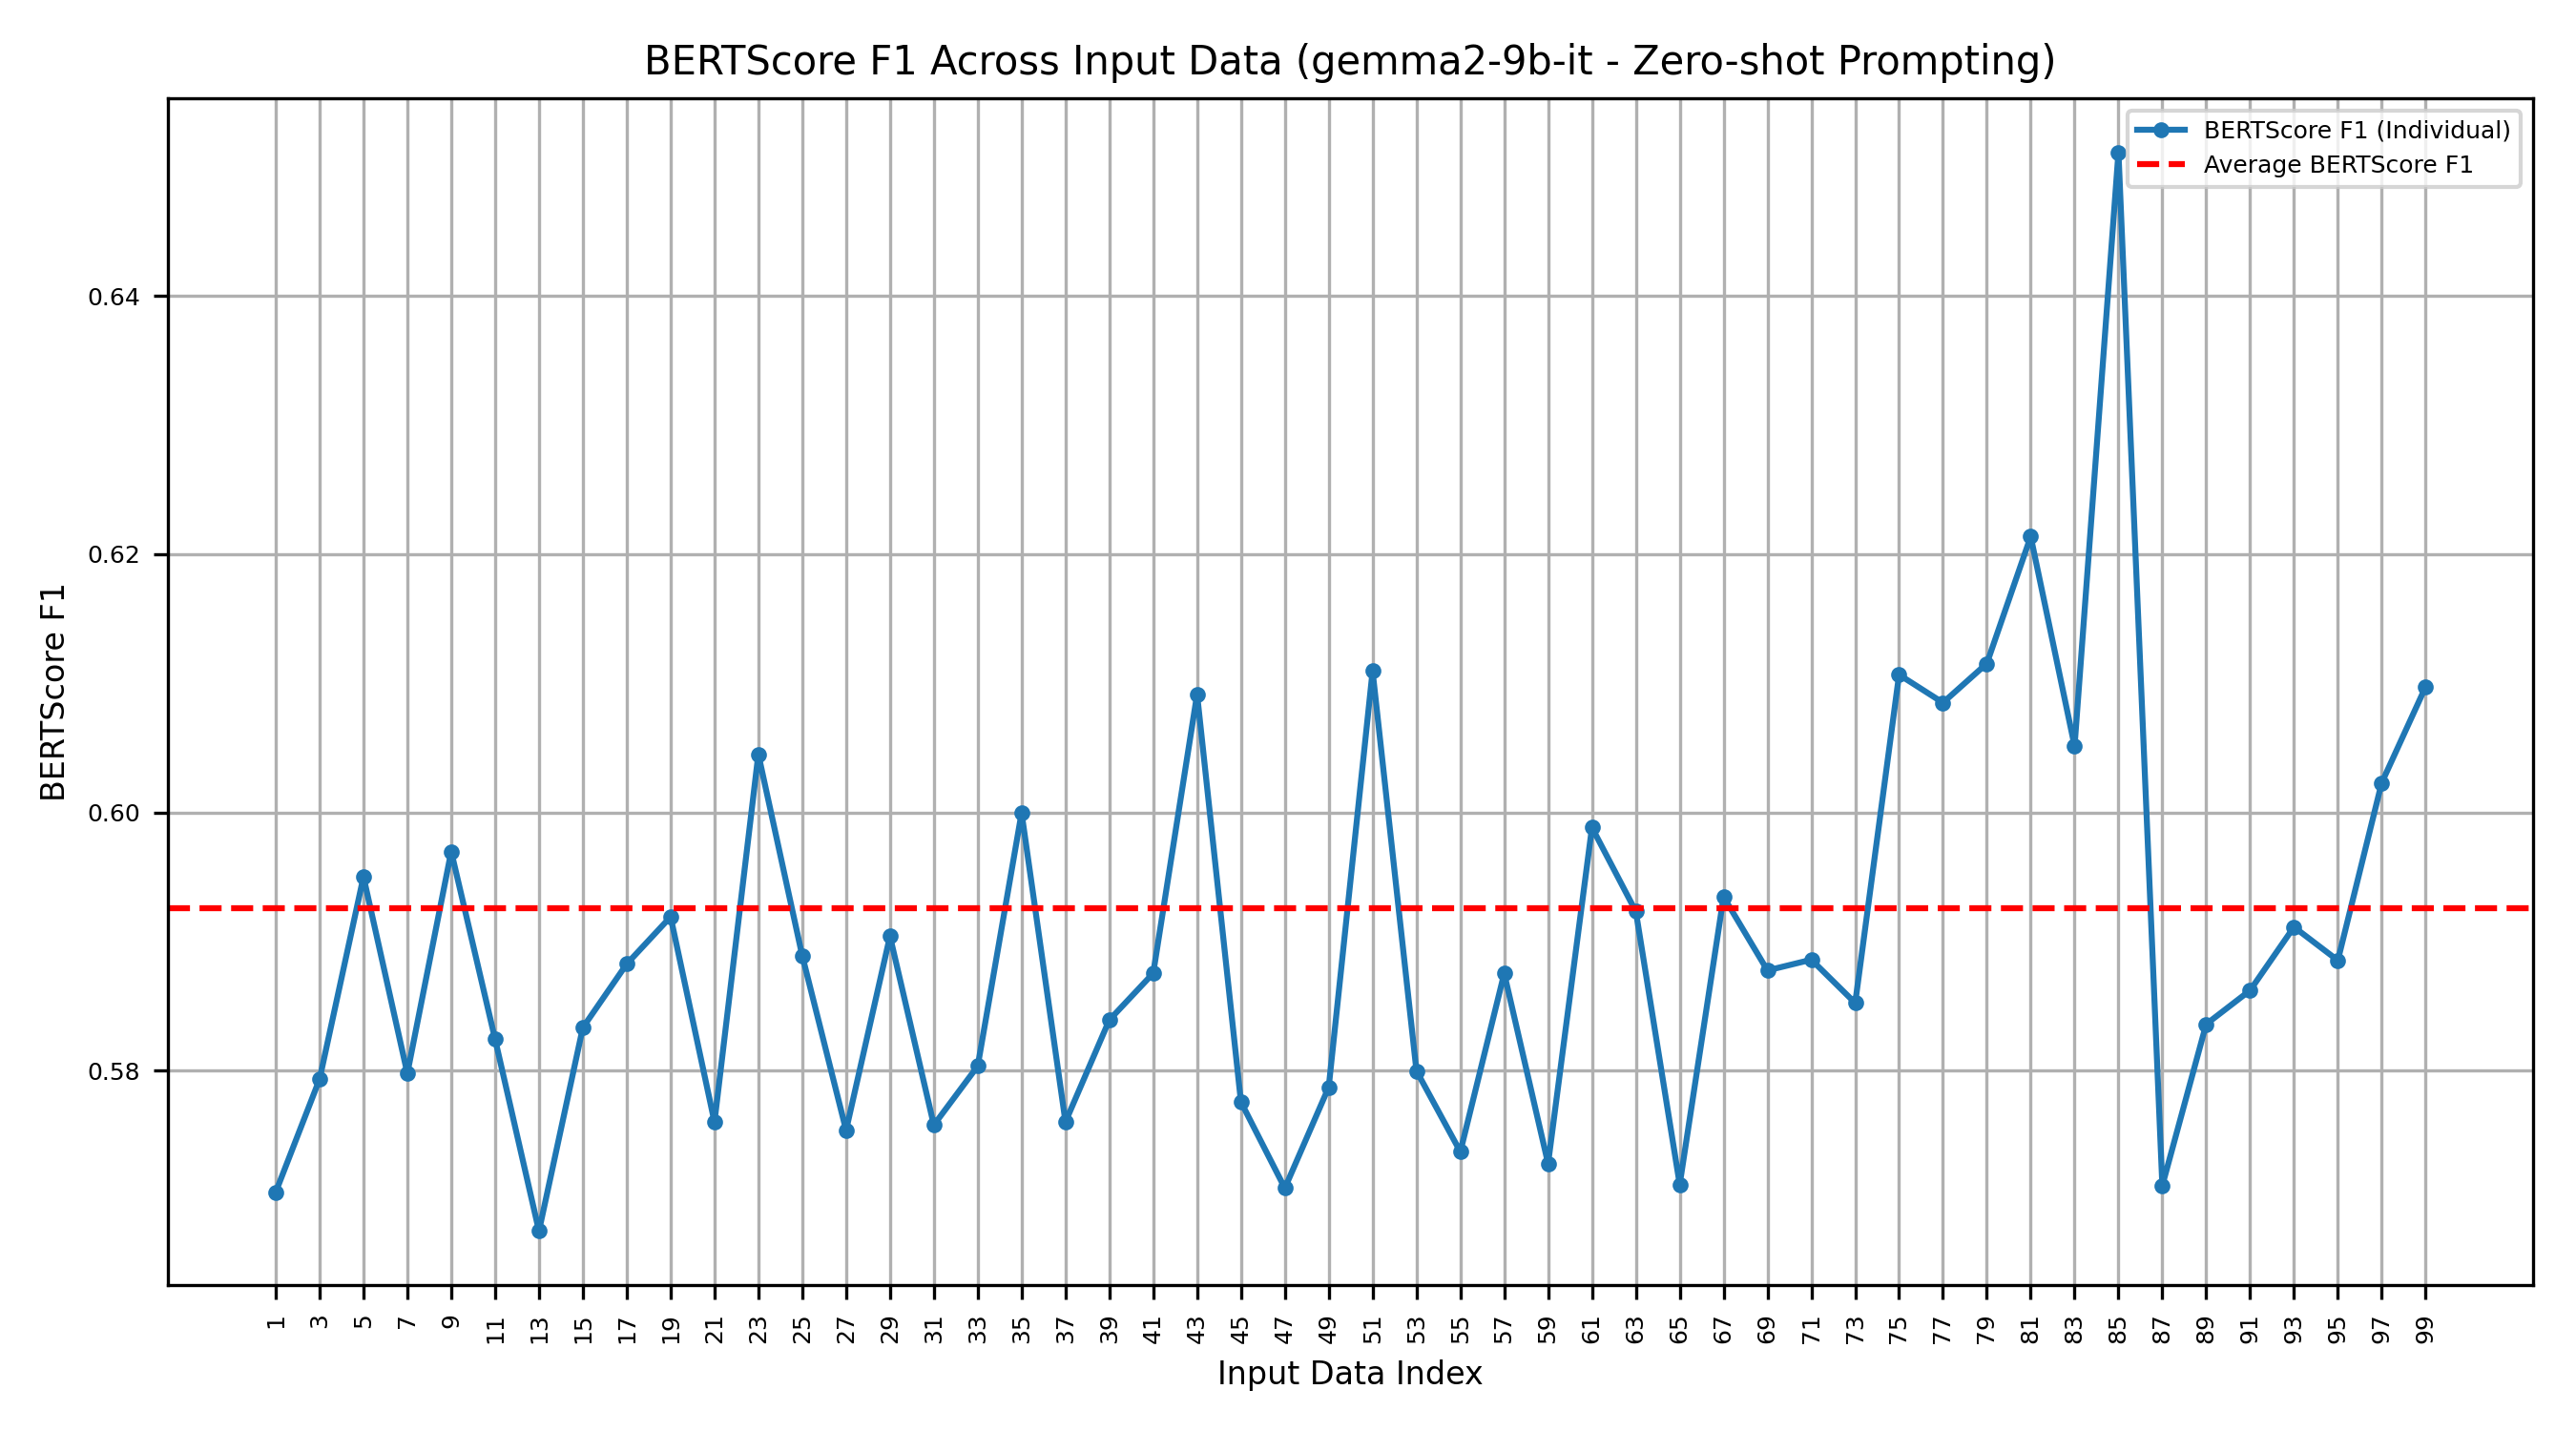 BERTScore F1 Across Input Data (gemma2-9b-it - Zero-shot Prompting)
BERTScore F1 (Individual)
Average BERTScore F1
0.64
0.62
0.60
0.58
BERTScore F1
1 3 5 7 9 11 13 15 17 19 21 23 25 27 29 31 33 35 37 39 41 43 45 47 49 51 53 55 57 59 61 63 65 67 69 71 73 75 77 79 81 83 85 87 89 91 93 95 97 99
Input Data Index